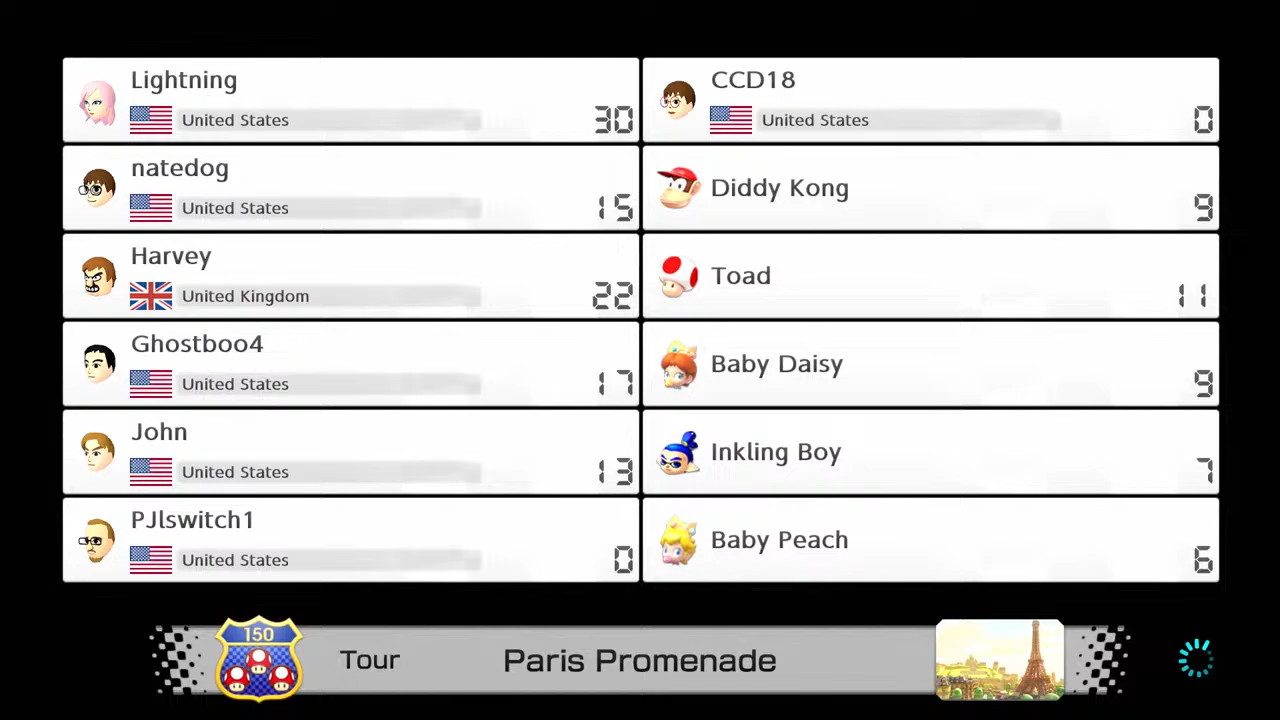 Lightning
United States 30
natedog
United States 15
Harvey
United Kingdom 22
Ghostboo4
United States 17
John
United States 13
PJlswitch1
United States 0
CCD18
United States 0
Diddy Kong
9
Toad
11
Baby Daisy
9
Inkling Boy
7
Baby Peach
6
150
Tour Paris Promenade